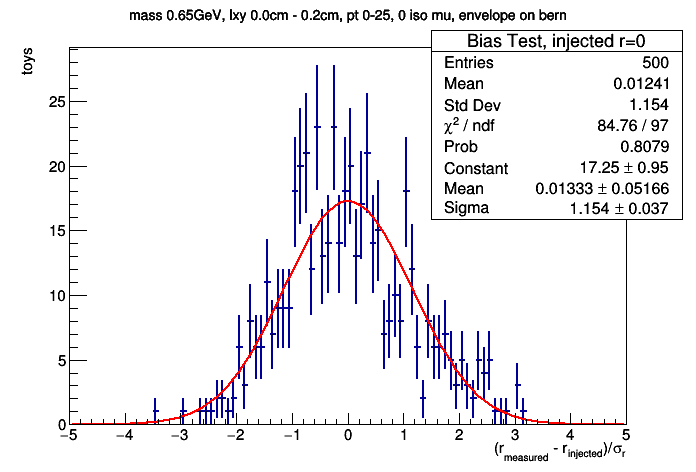 mass 0.65GeV, lxy 0.0cm - 0.2cm, pt 0-25, 0 iso mu, envelope on bern
toys
Bias Test, injected r=0
Entries 500
Mean 0.01241
Std Dev 1.154
χ² / ndf 84.76 / 97
Prob 0.8079
Constant 17.25 ± 0.95
Mean 0.01333 ± 0.05166
Sigma 1.154 ± 0.037
25
20
15
10
5
0
−5 −4 −3 −2 −1 0 1 2 3 4 5
(r_measured - r_injected)/σ_r